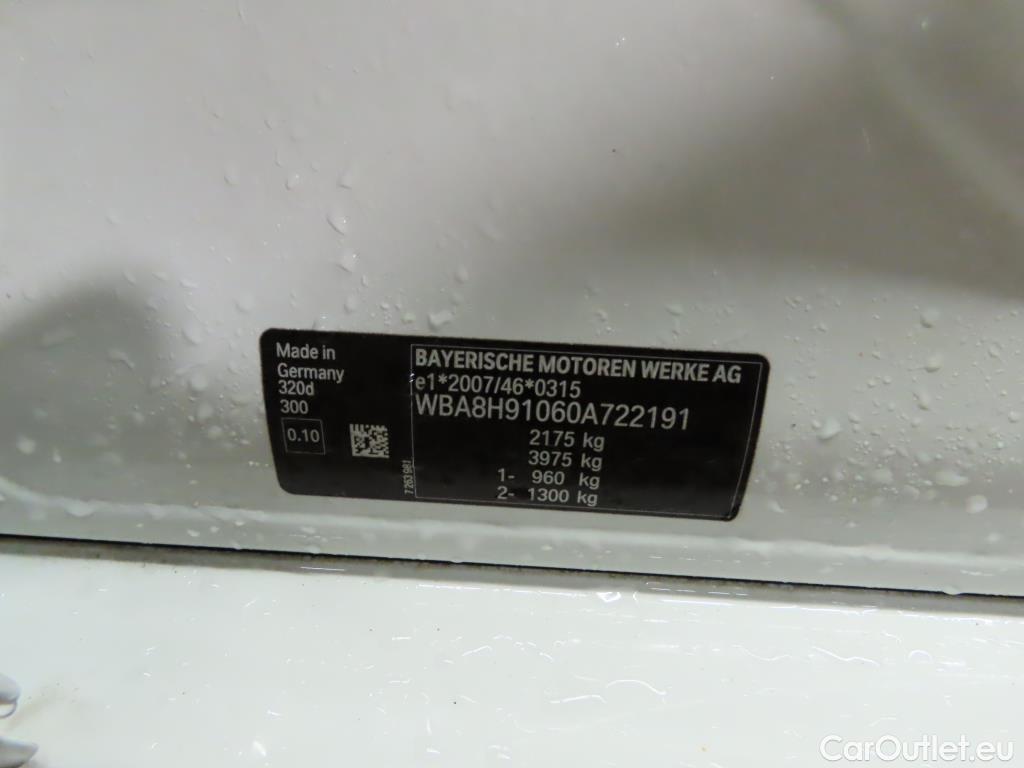 Made in
Germany
320d
300
0.10
7263981
BAYERISCHE MOTOREN WERKE AG
e1*2007/46*0315
WBA8H91060A722191
2175 kg
3975 kg
1- 960 kg
2- 1300 kg
CarOutlet.eu